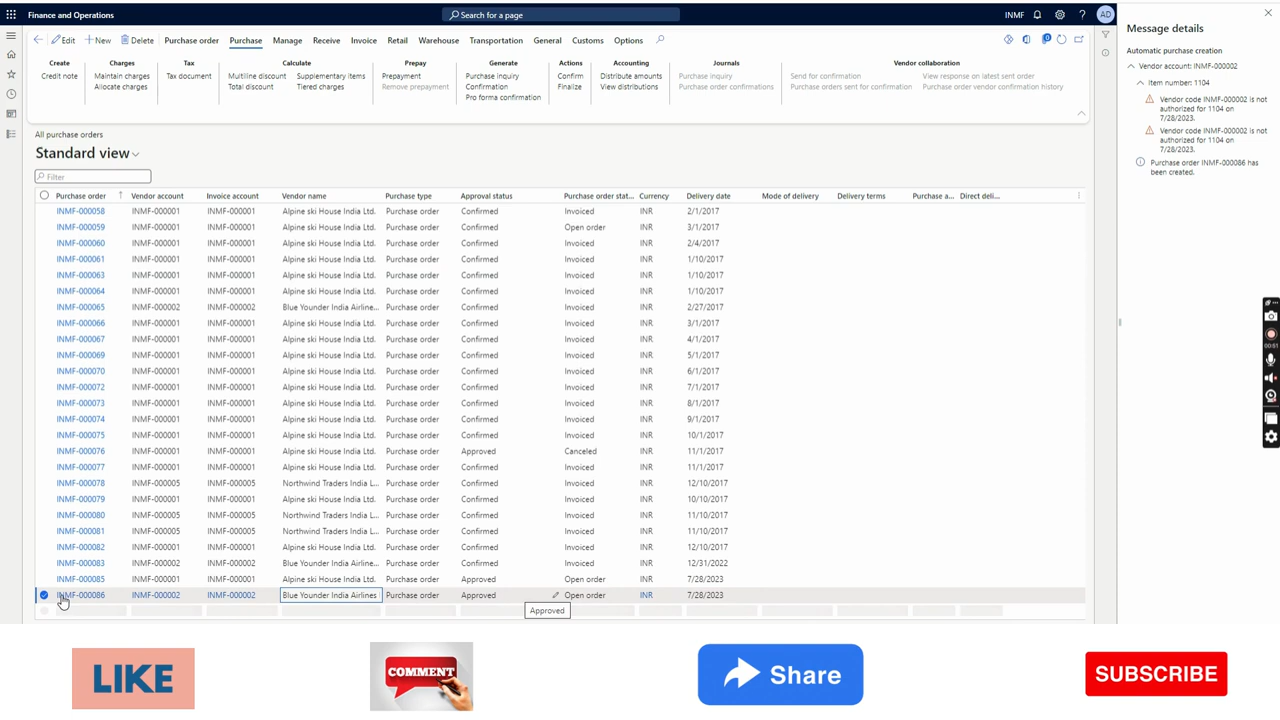 Finance and Operations
Search for a page
INMF
?
AD
Edit
New
Delete
Purchase order
Purchase
Manage
Receive
Invoice
Retail
Warehouse
Transportation
General
Customs
Options
0
Create
Charges
Tax
Calculate
Prepay
Generate
Actions
Accounting
Journals
Vendor collaboration
Credit note
Maintain charges
Tax document
Multiline discount
Supplementary items
Prepayment
Purchase inquiry
Confirm
Distribute amounts
Purchase inquiry
Send for confirmation
View response on latest sent order
Allocate charges
Total discount
Tiered charges
Remove prepayment
Confirmation
Finalize
View distributions
Purchase order confirmations
Purchase orders sent for confirmation
Purchase order vendor confirmation history
Pro forma confirmation
All purchase orders
Standard view
Filter
Purchase order Vendor account Invoice account Vendor name Purchase type Approval status Purchase order stat... Currency Delivery date Mode of delivery Delivery terms Purchase a... Direct deli...
INMF-000058 INMF-000001 INMF-000001 Alpine ski House India Ltd. Purchase order Confirmed Invoiced INR 2/1/2017
INMF-000059 INMF-000001 INMF-000001 Alpine ski House India Ltd. Purchase order Confirmed Open order INR 3/1/2017
INMF-000060 INMF-000001 INMF-000001 Alpine ski House India Ltd. Purchase order Confirmed Invoiced INR 2/4/2017
INMF-000061 INMF-000001 INMF-000001 Alpine ski House India Ltd. Purchase order Confirmed Invoiced INR 1/10/2017
INMF-000063 INMF-000001 INMF-000001 Alpine ski House India Ltd. Purchase order Confirmed Invoiced INR 1/10/2017
INMF-000064 INMF-000001 INMF-000001 Alpine ski House India Ltd. Purchase order Confirmed Invoiced INR 1/10/2017
INMF-000065 INMF-000002 INMF-000002 Blue Younder India Airline... Purchase order Confirmed Invoiced INR 2/27/2017
INMF-000066 INMF-000001 INMF-000001 Alpine ski House India Ltd. Purchase order Confirmed Invoiced INR 3/1/2017
INMF-000067 INMF-000001 INMF-000001 Alpine ski House India Ltd. Purchase order Confirmed Invoiced INR 4/1/2017
INMF-000069 INMF-000001 INMF-000001 Alpine ski House India Ltd. Purchase order Confirmed Invoiced INR 5/1/2017
INMF-000070 INMF-000001 INMF-000001 Alpine ski House India Ltd. Purchase order Confirmed Invoiced INR 6/1/2017
INMF-000072 INMF-000001 INMF-000001 Alpine ski House India Ltd. Purchase order Confirmed Invoiced INR 7/1/2017
INMF-000073 INMF-000001 INMF-000001 Alpine ski House India Ltd. Purchase order Confirmed Invoiced INR 8/1/2017
INMF-000074 INMF-000001 INMF-000001 Alpine ski House India Ltd. Purchase order Confirmed Invoiced INR 9/1/2017
INMF-000075 INMF-000001 INMF-000001 Alpine ski House India Ltd. Purchase order Confirmed Invoiced INR 10/1/2017
INMF-000076 INMF-000001 INMF-000001 Alpine ski House India Ltd. Purchase order Approved Canceled INR 11/1/2017
INMF-000077 INMF-000001 INMF-000001 Alpine ski House India Ltd. Purchase order Confirmed Invoiced INR 11/1/2017
INMF-000078 INMF-000005 INMF-000005 Northwind Traders India L... Purchase order Confirmed Invoiced INR 12/10/2017
INMF-000079 INMF-000001 INMF-000001 Alpine ski House India Ltd. Purchase order Confirmed Invoiced INR 10/10/2017
INMF-000080 INMF-000005 INMF-000005 Northwind Traders India L... Purchase order Confirmed Invoiced INR 11/10/2017
INMF-000081 INMF-000005 INMF-000005 Northwind Traders India L... Purchase order Confirmed Invoiced INR 11/10/2017
INMF-000082 INMF-000001 INMF-000001 Alpine ski House India Ltd. Purchase order Confirmed Invoiced INR 12/10/2017
INMF-000083 INMF-000002 INMF-000002 Blue Younder India Airline... Purchase order Confirmed Invoiced INR 12/31/2022
INMF-000085 INMF-000001 INMF-000001 Alpine ski House India Ltd. Purchase order Approved Open order INR 7/28/2023
INMF-000086 INMF-000002 INMF-000002 Blue Younder India Airlines Purchase order Approved Open order INR 7/28/2023
Approved
Message details
Automatic purchase creation
Vendor account: INMF-000002
Item number: 1104
Vendor code INMF-000002 is not
authorized for 1104 on
7/28/2023.
Vendor code INMF-000002 is not
authorized for 1104 on
7/28/2023.
Purchase order INMF-000086 has
been created.
LIKE
COMMENT
Share
SUBSCRIBE